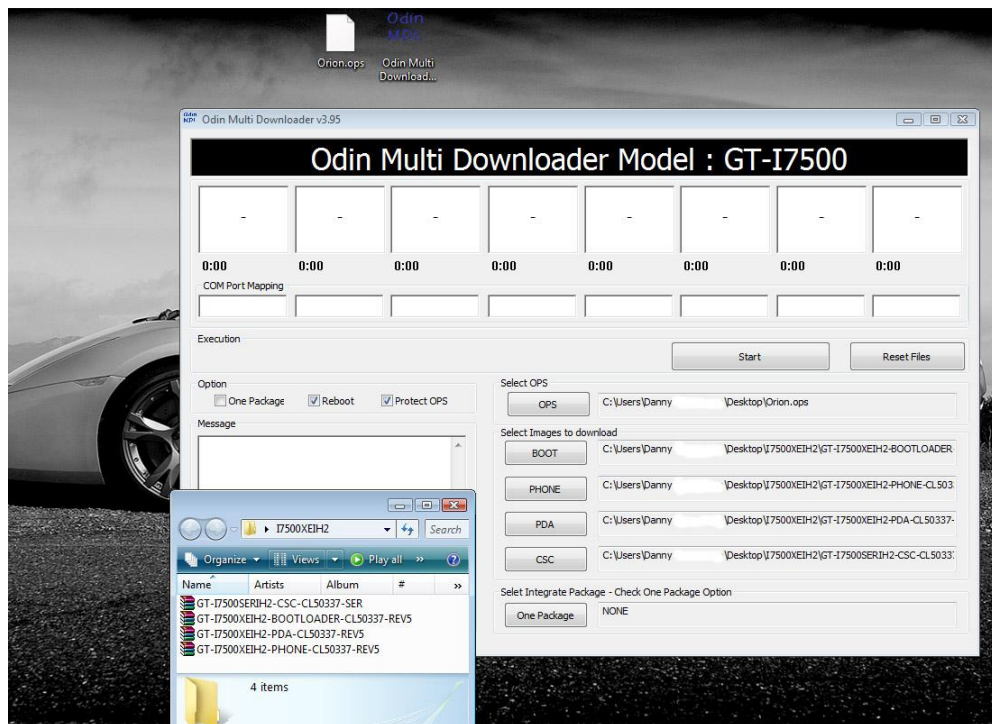 Odin
MDL
Orion.ops
Odin Multi
Download...
Odin Multi Downloader v3.95
Odin Multi Downloader Model : GT-I7500
- - - - - - - -
0:00 0:00 0:00 0:00 0:00 0:00 0:00 0:00
COM Port Mapping
Execution
Start Reset Files
Option
One Package Reboot Protect OPS
Message
Select OPS
OPS C:\Users\Danny \Desktop\Orion.ops
Select Images to download
BOOT C:\Users\Danny \Desktop\I7500XEIH2\GT-I7500XEIH2-BOOTLOADER
PHONE C:\Users\Danny \Desktop\I7500XEIH2\GT-I7500XEIH2-PHONE-CL503
PDA C:\Users\Danny \Desktop\I7500XEIH2\GT-I7500XEIH2-PDA-CL50337-
CSC C:\Users\Danny \Desktop\I7500XEIH2\GT-I7500SERIH2-CSC-CL5033
Selet Integrate Package - Check One Package Option
One Package NONE
I7500XEIH2 Search
Organize Views Play all »
Name Artists Album # »
GT-I7500SERIH2-CSC-CL50337-SER
GT-I7500XEIH2-BOOTLOADER-CL50337-REV5
GT-I7500XEIH2-PDA-CL50337-REV5
GT-I7500XEIH2-PHONE-CL50337-REV5
4 items